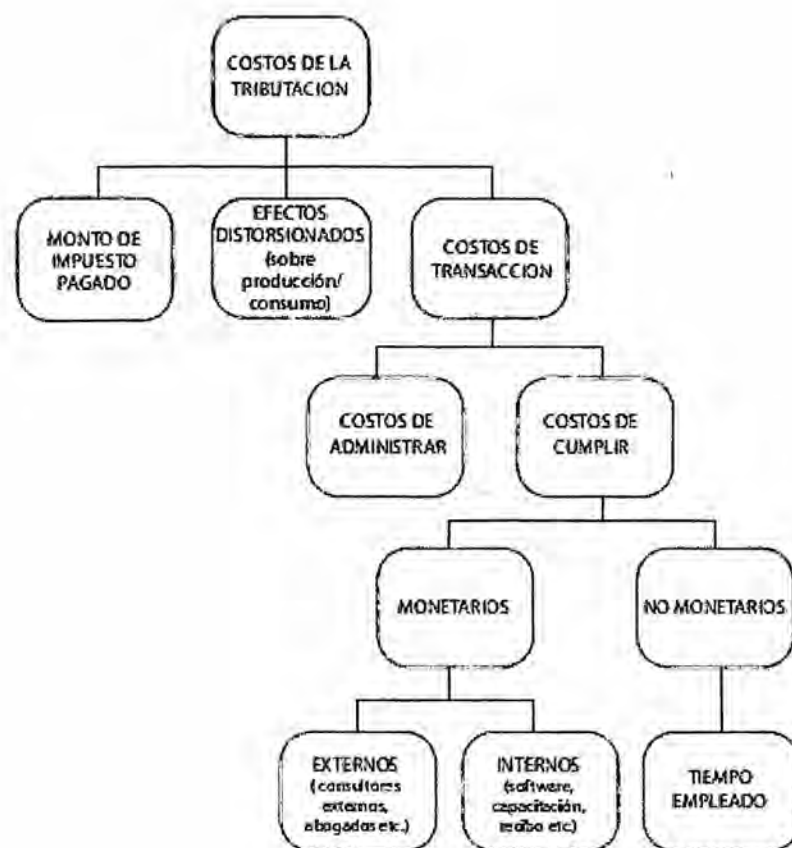 COSTOS DE LA
TRIBUTACION
MONTO DE
IMPUESTO
PAGADO
EFECTOS
DISTORSIONADOS
(sobre
producción/
consumo)
COSTOS DE
TRANSACCION
COSTOS DE
ADMINISTRAR
COSTOS DE
CUMPLIR
MONETARIOS
NO MONETARIOS
EXTERNOS
(consultores
externos,
abogados etc.)
INTERNOS
(software,
capacitación,
recibo etc)
TIEMPO
EMPLEADO